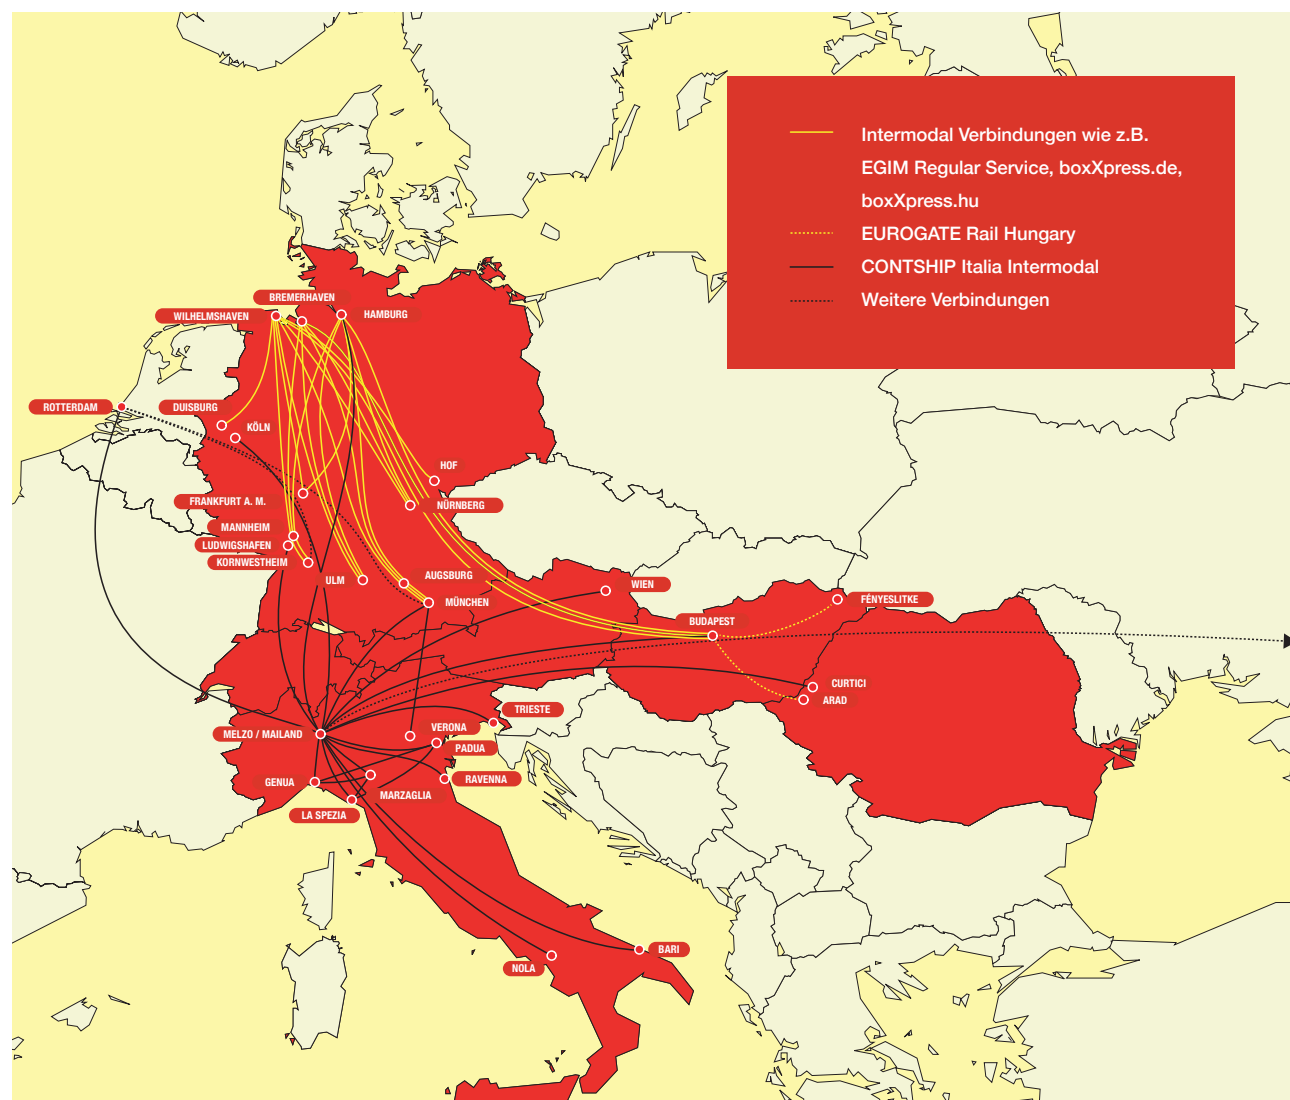 Intermodal Verbindungen wie z.B.
EGIM Regular Service, boxXpress.de,
boxXpress.hu
EUROGATE Rail Hungary
CONTSHIP Italia Intermodal
Weitere Verbindungen
BREMERHAVEN
WILHELMSHAVEN
HAMBURG
ROTTERDAM
DUISBURG
KÖLN
HOF
FRANKFURT A. M.
NÜRNBERG
MANNHEIM
LUDWIGSHAFEN
KORNWESTHEIM
ULM
AUGSBURG
MÜNCHEN
WIEN
FÉNYESLITKE
BUDAPEST
CURTICI
ARAD
TRIESTE
MELZO / MAILAND
VERONA
PADUA
GENUA
RAVENNA
MARZAGLIA
LA SPEZIA
BARI
NOLA